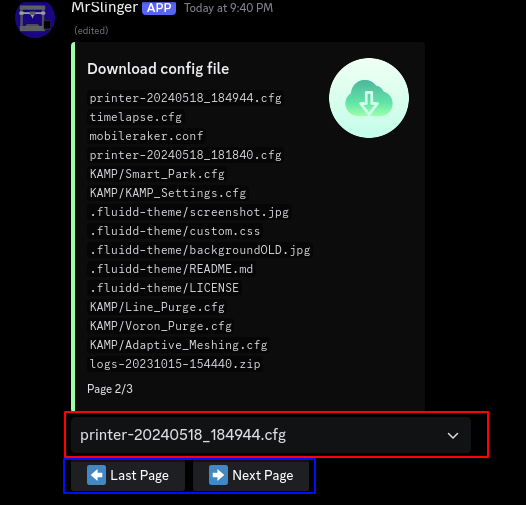 MrSlinger APP Today at 9:40 PM
(edited)
Download config file
printer-20240518_184944.cfg
timelapse.cfg
mobileraker.conf
printer-20240518_181840.cfg
KAMP/Smart_Park.cfg
KAMP/KAMP_Settings.cfg
.fluidd-theme/screenshot.jpg
.fluidd-theme/custom.css
.fluidd-theme/backgroundOLD.jpg
.fluidd-theme/README.md
.fluidd-theme/LICENSE
KAMP/Line_Purge.cfg
KAMP/Voron_Purge.cfg
KAMP/Adaptive_Meshing.cfg
logs-20231015-154440.zip
Page 2/3
printer-20240518_184944.cfg
Last Page Next Page